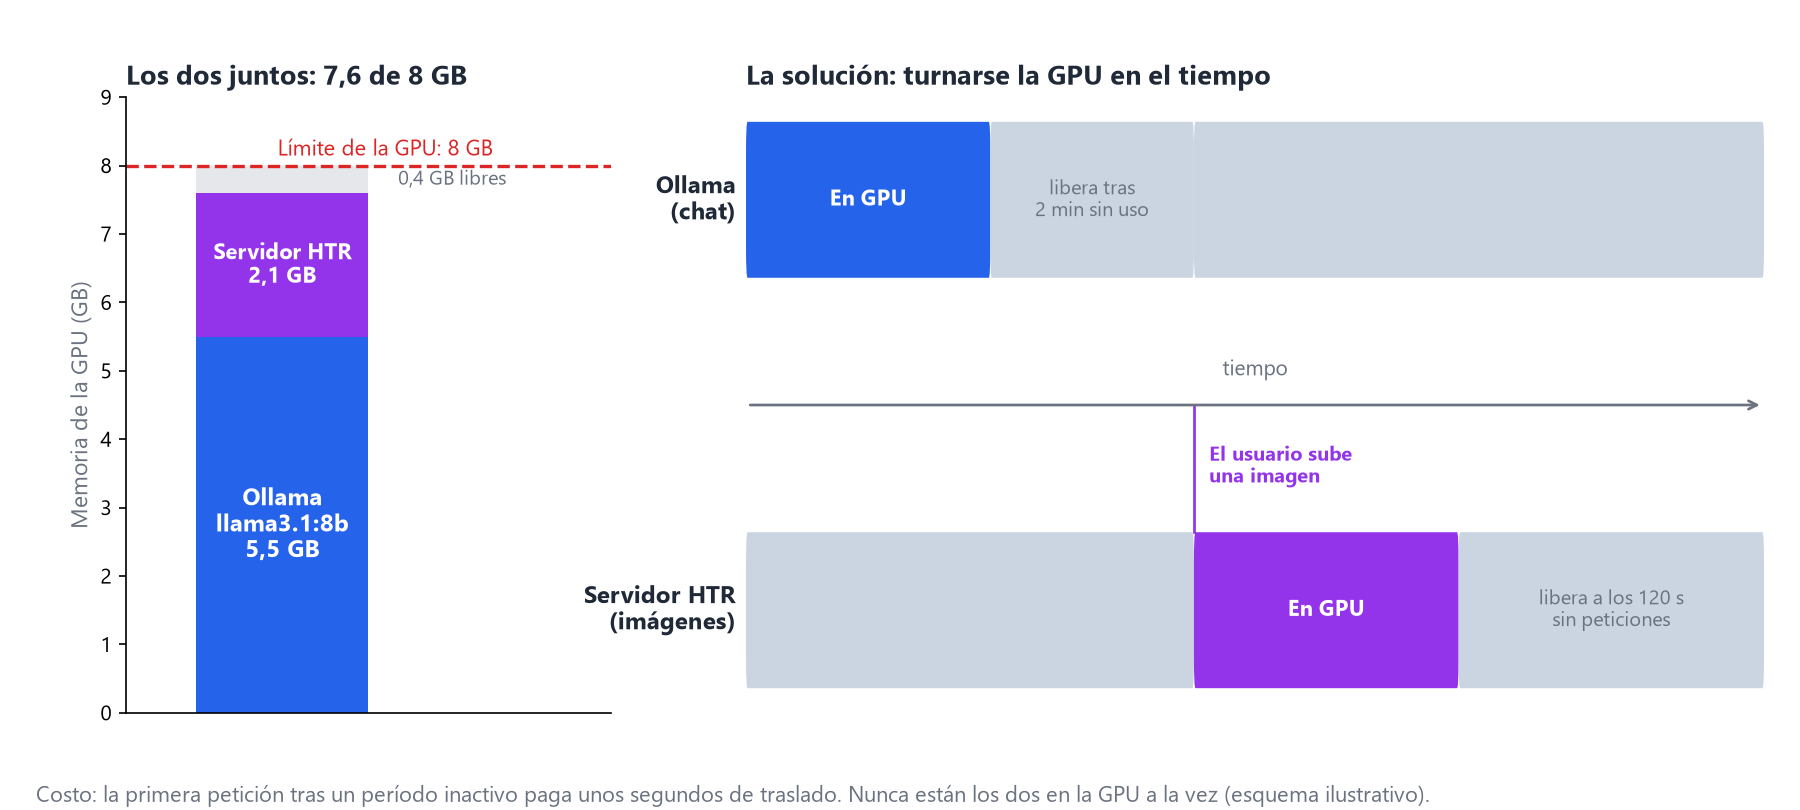 Los dos juntos: 7,6 de 8 GB
9
8
7
6
5
4
3
2
1
0
Memoria de la GPU (GB)
Límite de la GPU: 8 GB
0,4 GB libres
Servidor HTR
2,1 GB
Ollama
llama3.1:8b
5,5 GB
La solución: turnarse la GPU en el tiempo
Ollama
(chat)
En GPU
libera tras
2 min sin uso
tiempo
El usuario sube
una imagen
Servidor HTR
(imágenes)
En GPU
libera a los 120 s
sin peticiones
Costo: la primera petición tras un período inactivo paga unos segundos de traslado. Nunca están los dos en la GPU a la vez (esquema ilustrativo).